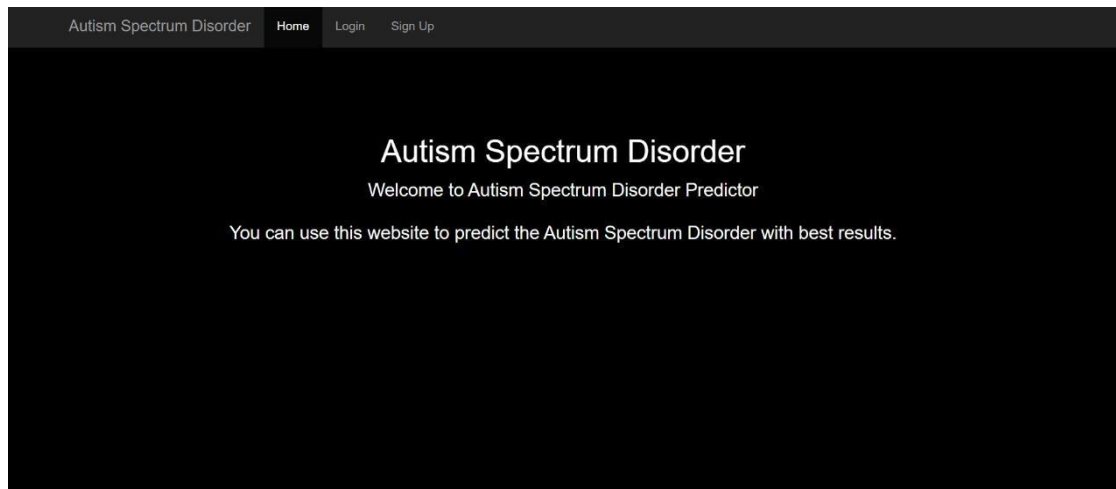 Autism Spectrum Disorder Home Login Sign Up
Autism Spectrum Disorder
Welcome to Autism Spectrum Disorder Predictor
You can use this website to predict the Autism Spectrum Disorder with best results.